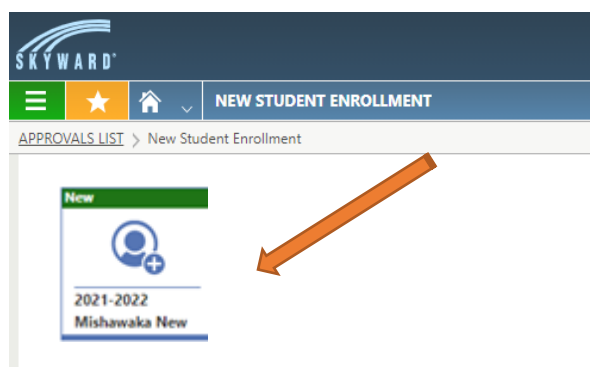 SKYWARD
NEW STUDENT ENROLLMENT
APPROVALS LIST > New Student Enrollment
New
2021-2022
Mishawaka New